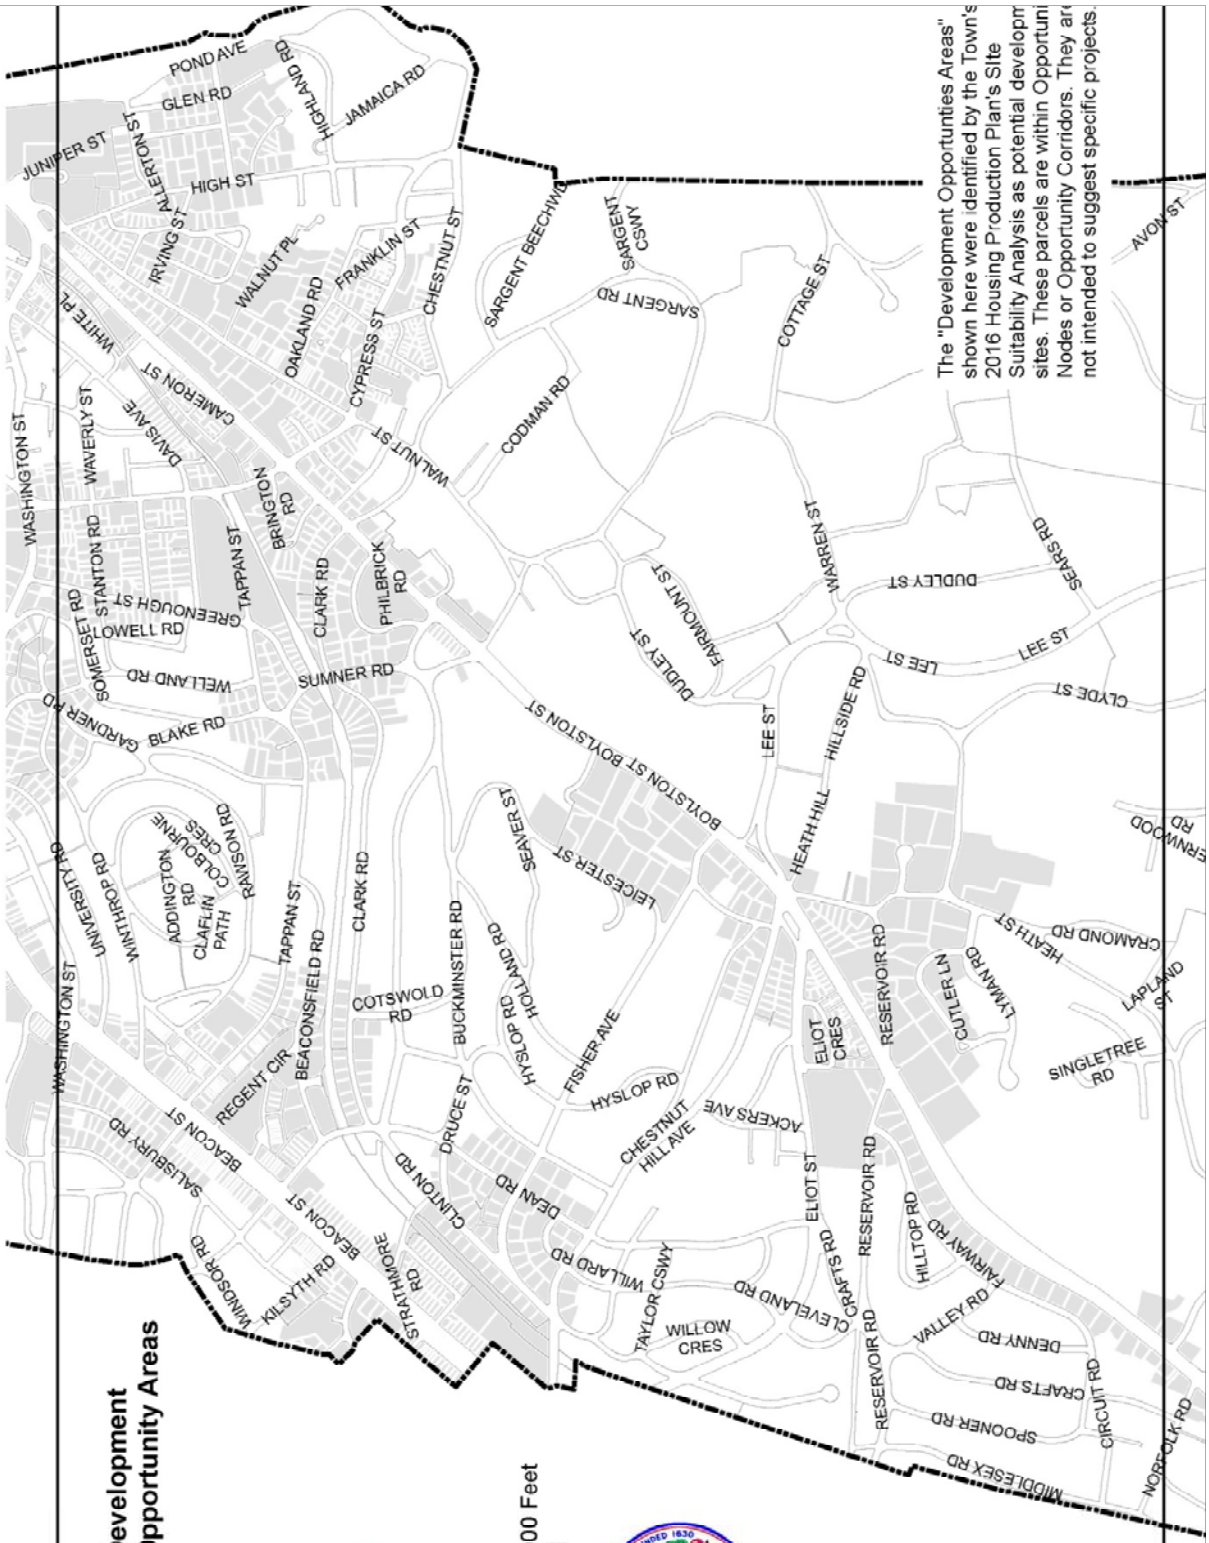 POND AVE
HIGHLAND RD
GLEN RD
JAMAICA RD
JUNIPER ST
ALLERTON ST
HIGH ST
IRVING ST
WALNUT PL
FRANKLIN ST
CHESTNUT ST
OAKLAND RD
CYPRESS ST
WHITE PL
CAMERON ST
SARGENT BEECHW
SARGENT
CSWY
SARGENT RD
COTTAGE ST
AVON ST
The "Development Opportunties Areas"
shown here were identified by the Town's
2016 Housing Production Plan's SIte
Suitability Analysis as potential developm
sites. These parcels are within Opportuni
Nodes or Opportunity Corridors. They are
not intended to suggest specific projects.
WASHINGTON ST
WAVERLY ST
DAVIS AVE
WALNUT ST
CODMAN RD
BRINGTON
RD
STANTON RD
TAPPAN ST
CLARK RD
PHILBRICK
RD
GREENOUGH ST
SOMERSET RD
LOWELL RD
WELLAND RD
SUMNER RD
GARDNER RD
BLAKE RD
WARREN ST
FAIRMOUNT ST
DUDLEY ST
DUDLEY ST
SEARS RD
LEE ST
LEE ST
CLYDE ST
LEE ST
HILLSIDE RD
BOYLSTON ST
BOYLSTON ST
BOYLSTON ST
HEATH HILL
ERNWOOD
RD
UNIVERSITY RD
WINTHROP RD
ADDINGTON
RD
COLBOURNE
CRES
CLAFLIN
PATH
RAWSON RD
TAPPAN ST
CLARK RD
SEAVER ST
LEICESTER ST
BEACONSFIELD RD
BUCKMINSTER RD
HOLLAND RD
HYSLOP RD
COTSWOLD
RD
WASHINGTON ST
REGENT CIR
FISHER AVE
HYSLOP RD
RESERVOIR RD
CUTLER LN
LYMAN RD
HEATH ST
CRAMOND RD
LAPLAND
ST
SINGLETREE
RD
ELIOT
CRES
ACKERS AVE
CHESTNUT
HILL AVE
DRUCE ST
SALISBURY RD
BEACON ST
BEACON ST
CLINTON RD
DEAN RD
ELIOT ST
RESERVOIR RD
HILLTOP RD
FAIRWAY RD
WINDSOR RD
KILSYTH RD
STRATHMORE
RD
WILLARD RD
TAYLOR CSWY
CLEVELAND RD
CRAFTS RD
WILLOW
CRES
RESERVOIR RD
VALLEY RD
DENNY RD
CRAFTS RD
CIRCUIT RD
SPOONER RD
MIDDLESEX RD
NORFOLK RD
evelopment
pportunity Areas
00 Feet
NDED 1630